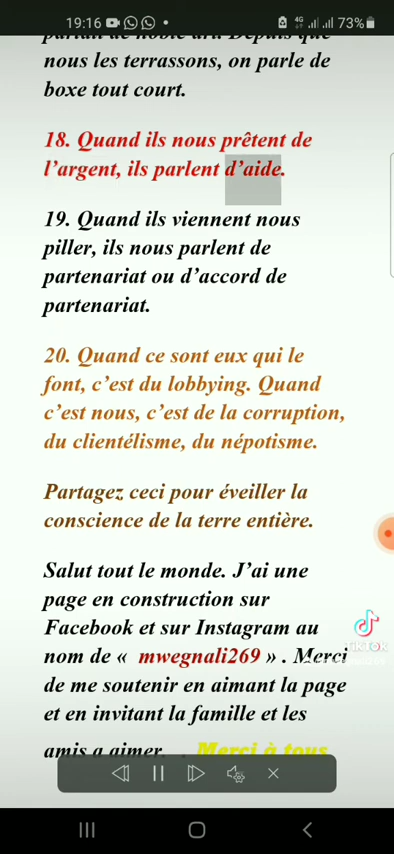 19:16
4G
73%
nous les terrassons, on parle de
boxe tout court.
18. Quand ils nous prêtent de
l’argent, ils parlent d’aide.
19. Quand ils viennent nous
piller, ils nous parlent de
partenariat ou d’accord de
partenariat.
20. Quand ce sont eux qui le
font, c’est du lobbying. Quand
c’est nous, c’est de la corruption,
du clientélisme, du népotisme.
Partagez ceci pour éveiller la
conscience de la terre entière.
Salut tout le monde. J’ai une
page en construction sur
Facebook et sur Instagram au
TikTok
nom de « mwegnali269 » . Merci
de me soutenir en aimant la page
et en invitant la famille et les
amis a aimer. . Merci à tous